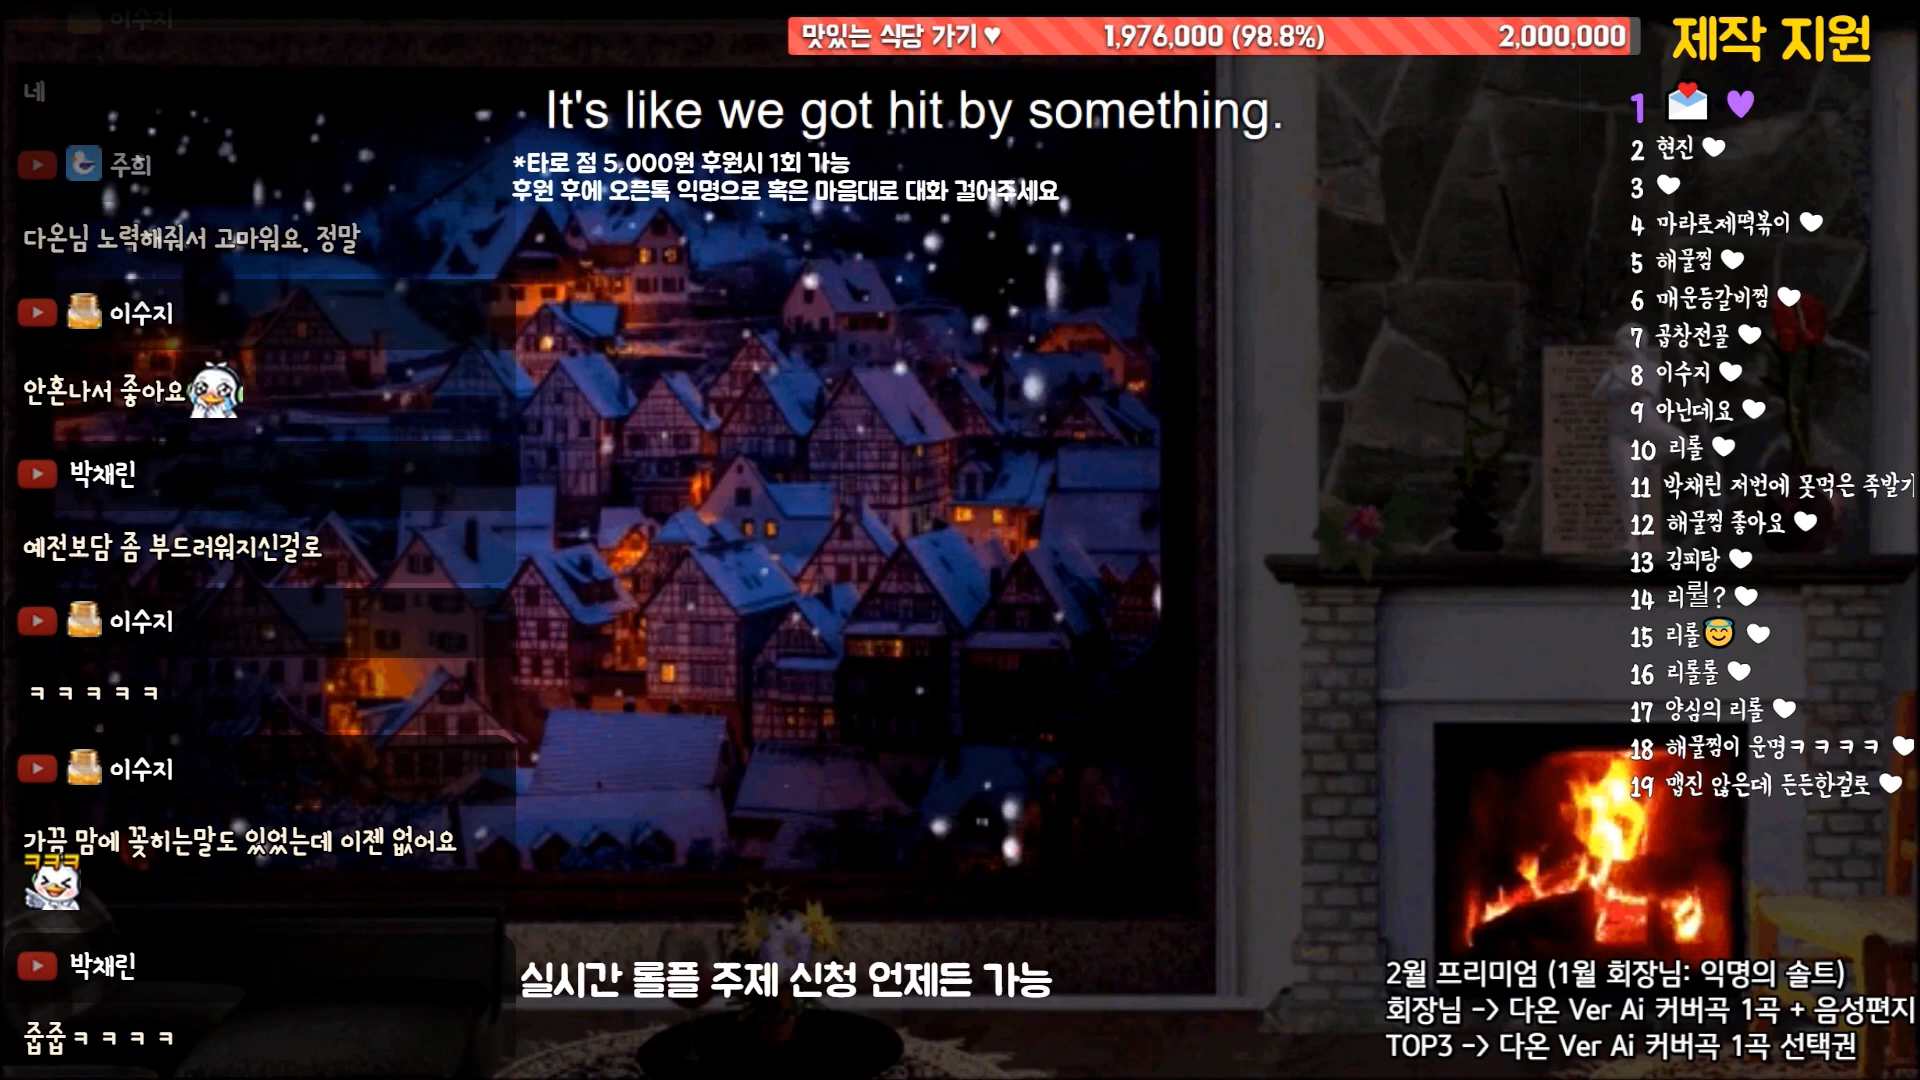 이수지
네
주희
다온님 노력해줘서 고마워요. 정말
이수지
안혼나서 좋아요
박채린
예전보담 좀 부드러워지신걸로
이수지
ㅋㅋㅋㅋㅋ
이수지
가끔 맘에 꽂히는말도 있었는데 이젠 없어요
ㅋㅋㅋ
박채린
줍줍ㅋㅋㅋㅋ
맛있는 식당 가기 ♥ 1,976,000 (98.8%) 2,000,000
It's like we got hit by something.
*타로 점 5,000원 후원시 1회 가능
후원 후에 오픈톡 익명으로 혹은 마음대로 대화 걸어주세요
실시간 롤플 주제 신청 언제든 가능
제작 지원
1 💌 💜
2 현진 🤍
3 🤍
4 마라로제떡볶이 🤍
5 해물찜 🤍
6 매운등갈비찜 🤍
7 곱창전골 🤍
8 이수지 🤍
9 아닌데요 🤍
10 리롤 🤍
11 박채린 저번에 못먹은 족발
12 해물찜 좋아요 🤍
13 김피탕 🤍
14 리뤌? 🤍
15 리롤😇 🤍
16 리롤롤 🤍
17 양심의 리롤 🤍
18 해물찜이 운명ㅋㅋㅋㅋ 🤍
19 맵진 않은데 든든한걸로 🤍
2월 프리미엄 (1월 회장님: 익명의 솔트)
회장님 -> 다온 Ver Ai 커버곡 1곡 + 음성편지
TOP3 -> 다온 Ver Ai 커버곡 1곡 선택권